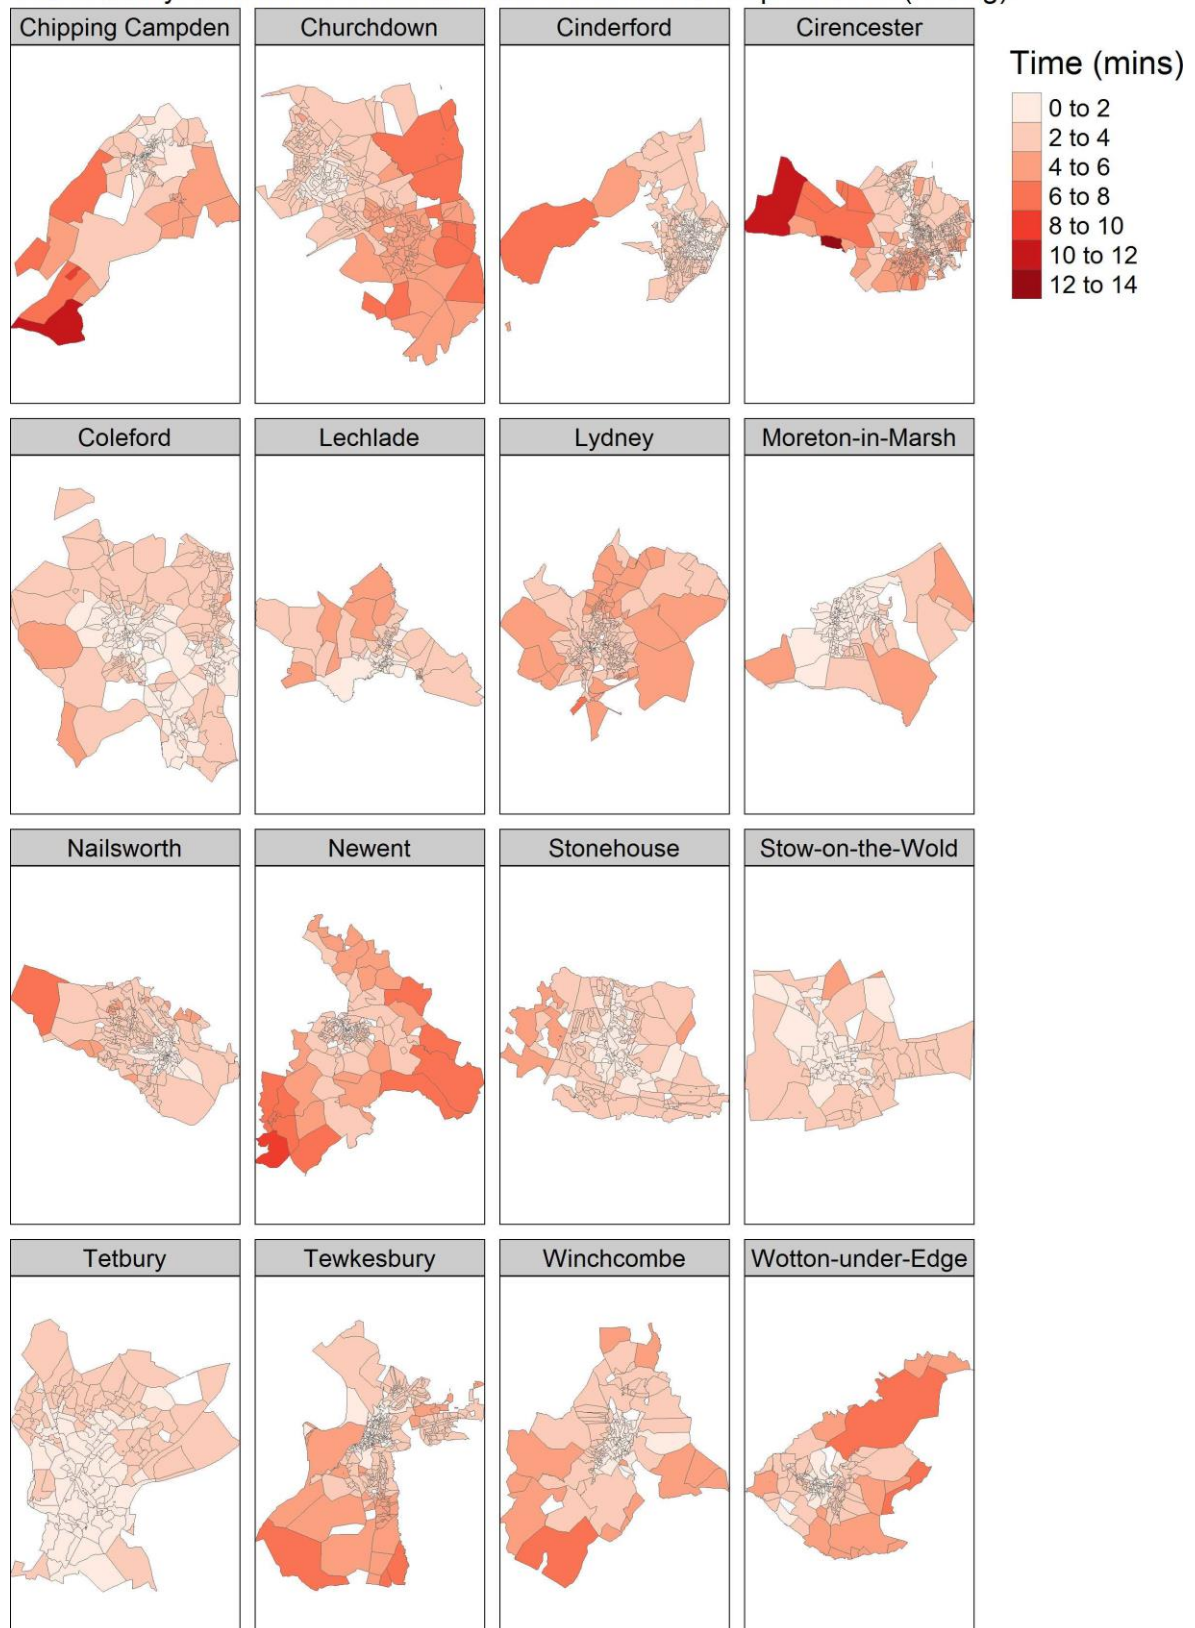 Chipping Campden
Churchdown
Cinderford
Cirencester
Time (mins)
0 to 2
2 to 4
4 to 6
6 to 8
8 to 10
10 to 12
12 to 14
Coleford
Lechlade
Lydney
Moreton-in-Marsh
Nailsworth
Newent
Stonehouse
Stow-on-the-Wold
Tetbury
Tewkesbury
Winchcombe
Wotton-under-Edge